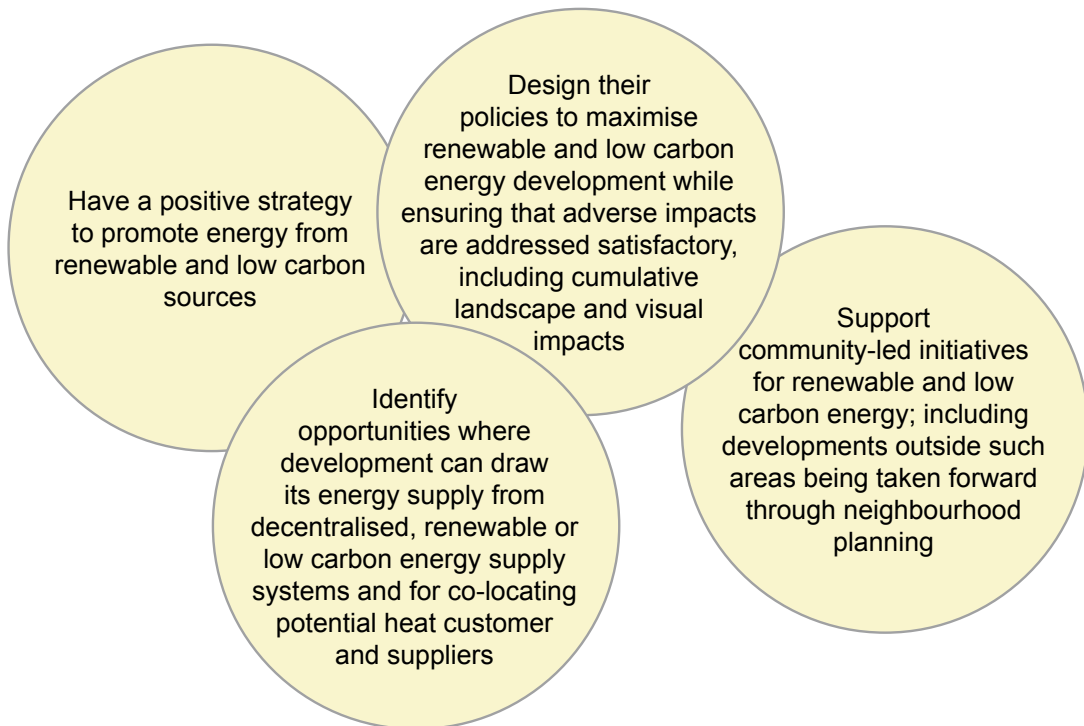 Have a positive strategy
to promote energy from
renewable and low carbon
sources
Design their
policies to maximise
renewable and low carbon
energy development while
ensuring that adverse impacts
are addressed satisfactory,
including cumulative
landscape and visual
impacts
Identify
opportunities where
development can draw
its energy supply from
decentralised, renewable or
low carbon energy supply
systems and for co-locating
potential heat customer
and suppliers
Support
community-led initiatives
for renewable and low
carbon energy; including
developments outside such
areas being taken forward
through neighbourhood
planning